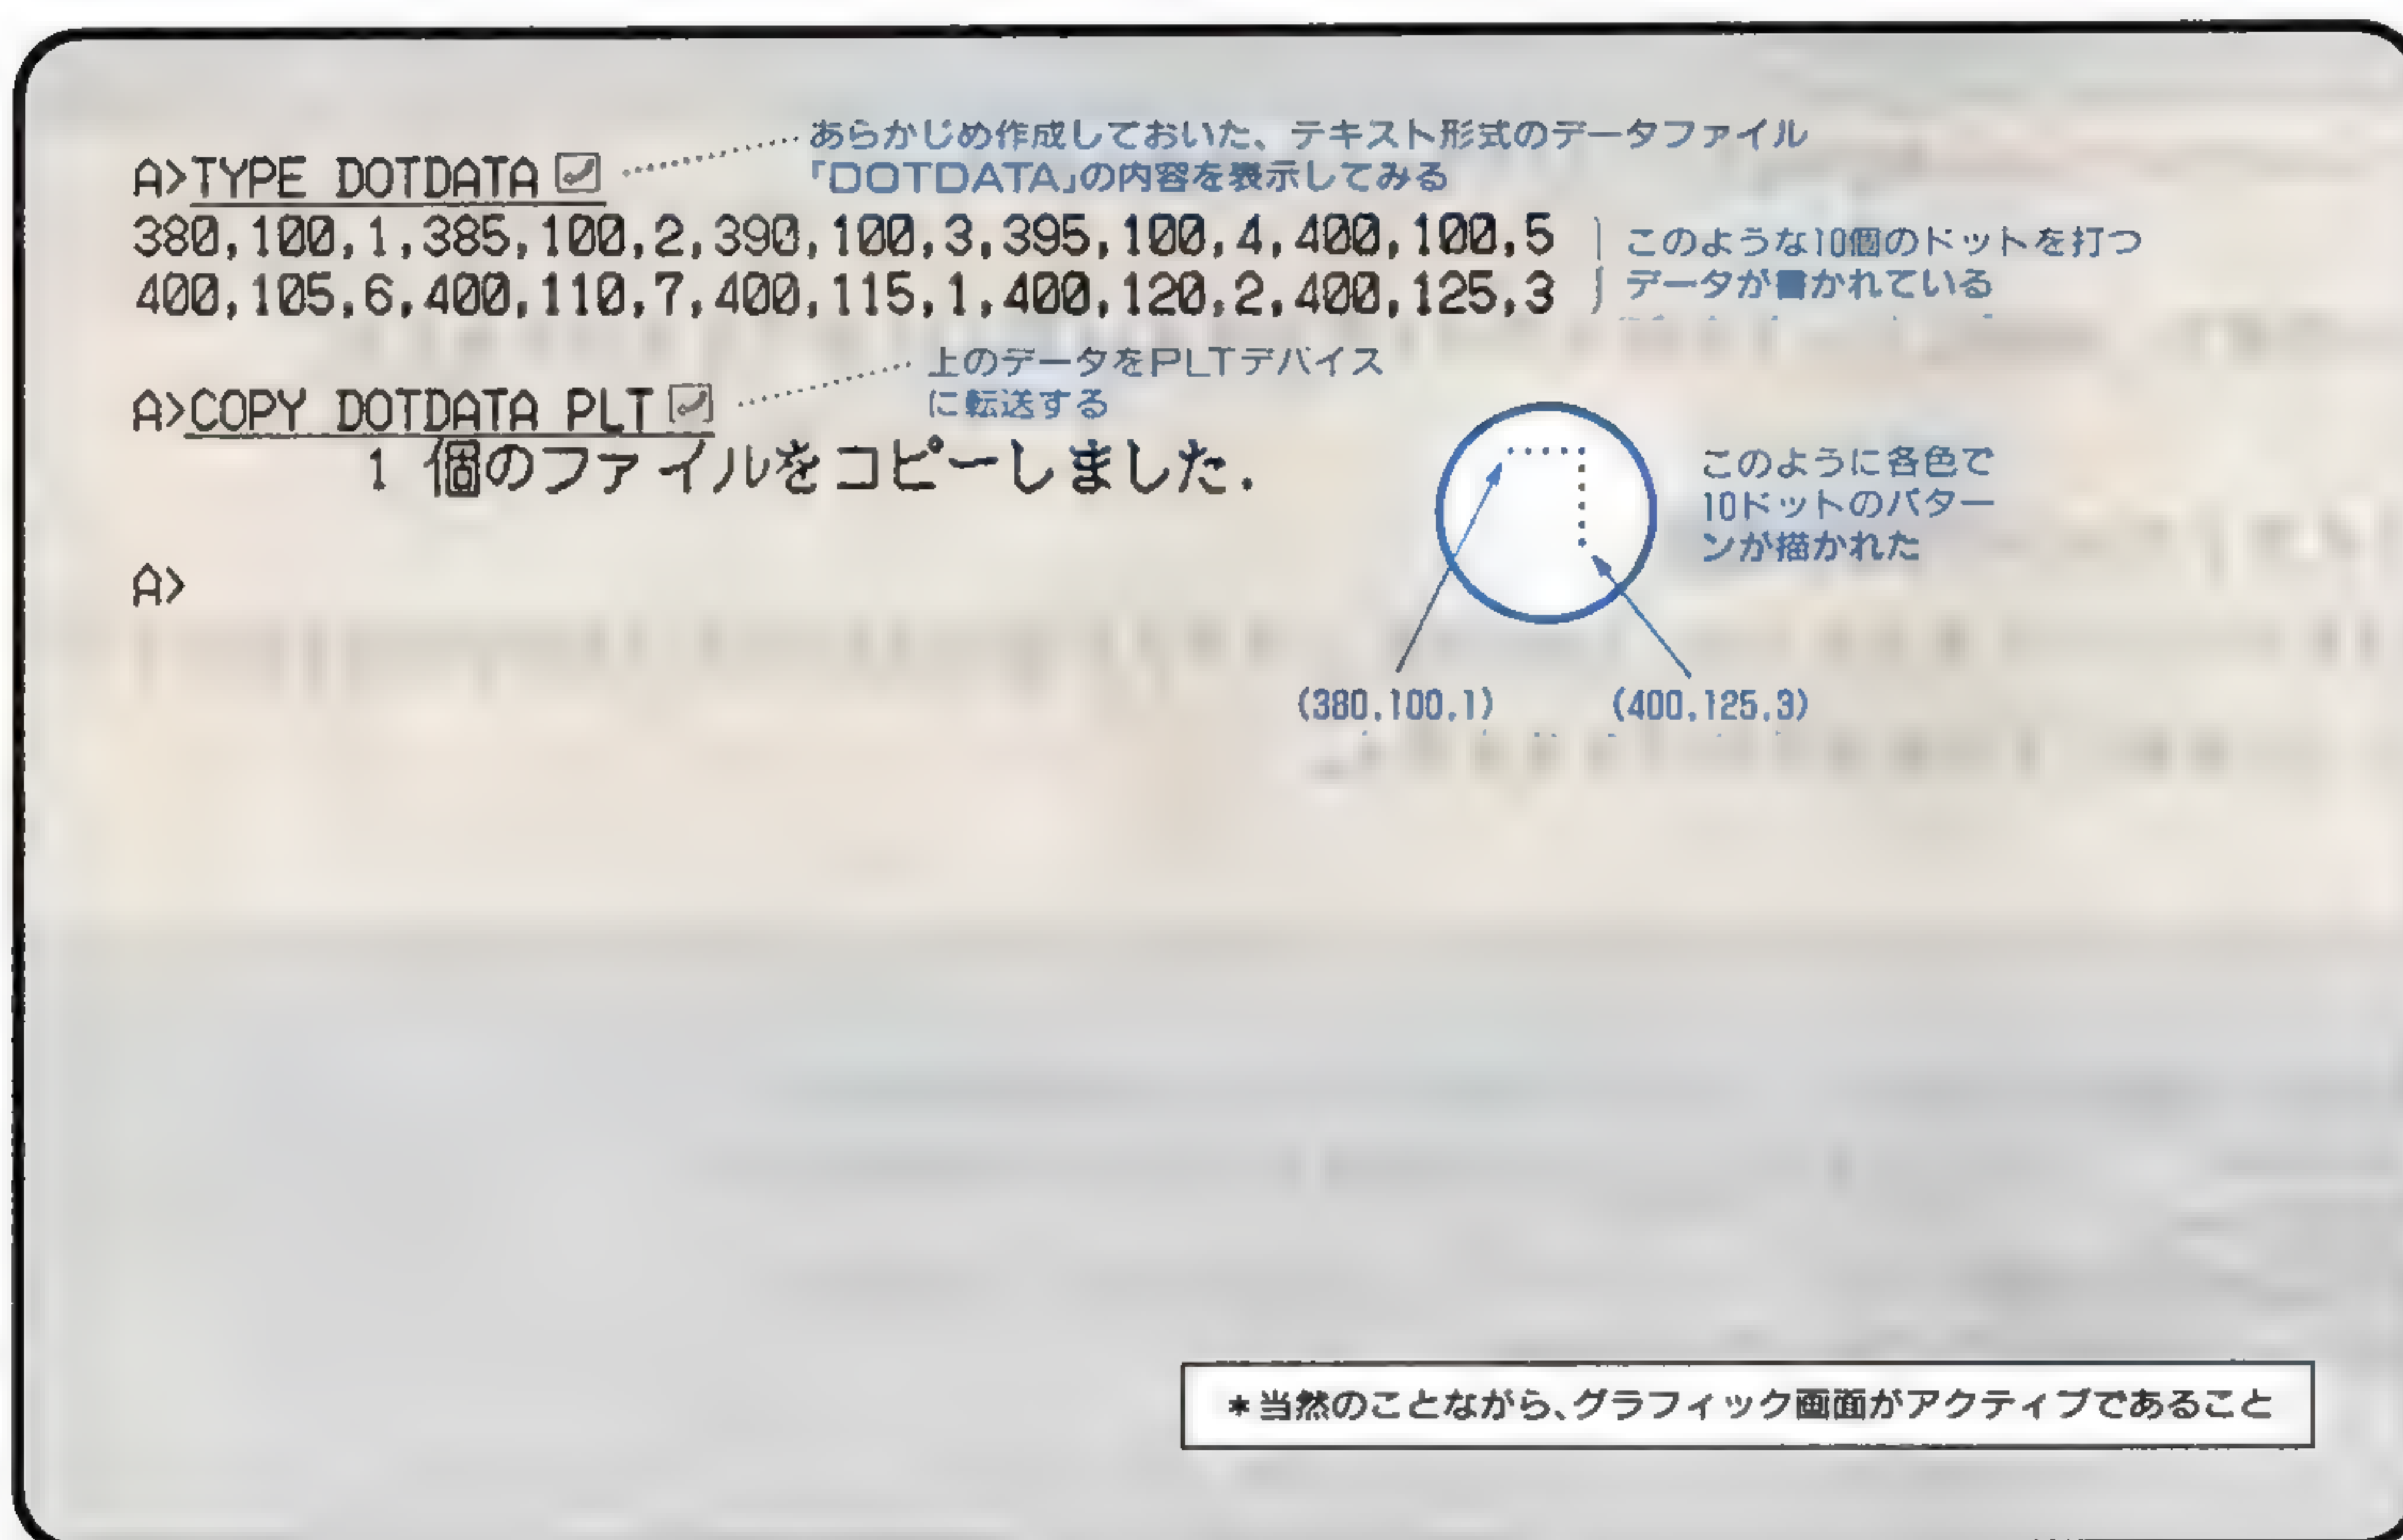 A>TYPE DOTDATA
あらかじめ作成しておいた、テキスト形式のデータファイル
「DOTDATA」の内容を表示してみる
380,100,1,385,100,2,390,100,3,395,100,4,400,100,5
400,105,6,400,110,7,400,115,1,400,120,2,400,125,3
このような10個のドットを打つ
データが書かれている
A>COPY DOTDATA PLT
上のデータをPLTデバイス
に転送する
1 個のファイルをコピーしました.
このように各色で
10ドットのパター
ンが描かれた
A>
(380,100,1)
(400,125,3)
*当然のことながら、グラフィック画面がアクティブであること